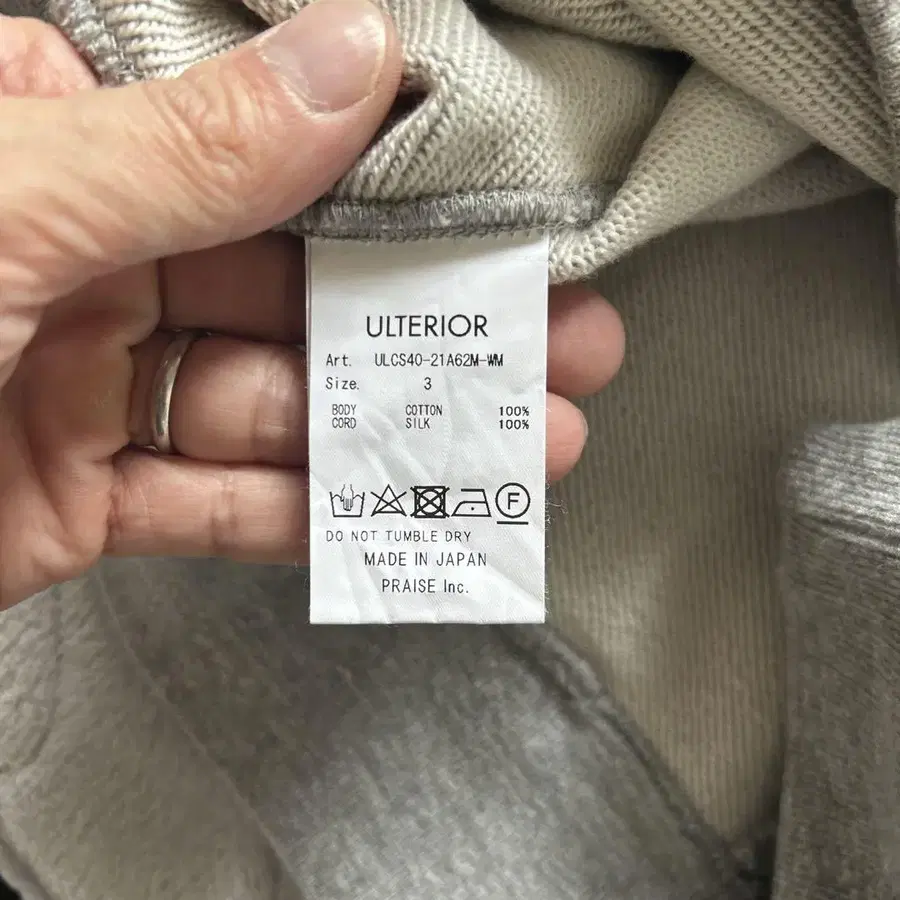 ULTERIOR
Art. ULCS40-21A62M-WM
Size. 3
BODY COTTON 100%
CORD SILK 100%
F
DO NOT TUMBLE DRY
MADE IN JAPAN
PRAISE Inc.